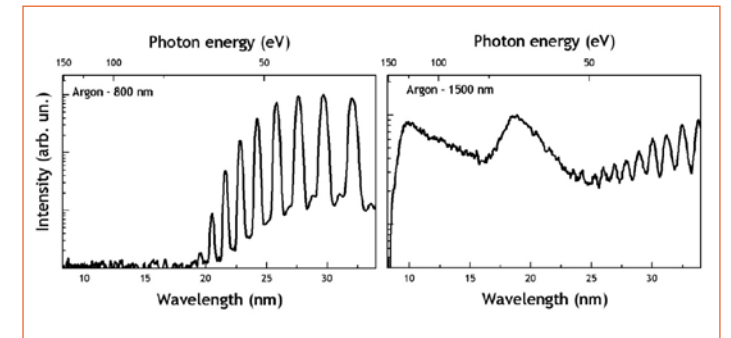 Photon energy (eV)
150 100 50
Argon - 800 nm
Intensity (arb. un.)
10 15 20 25 30
Wavelength (nm)
Photon energy (eV)
150 100 50
Argon - 1500 nm
10 15 20 25 30
Wavelength (nm)